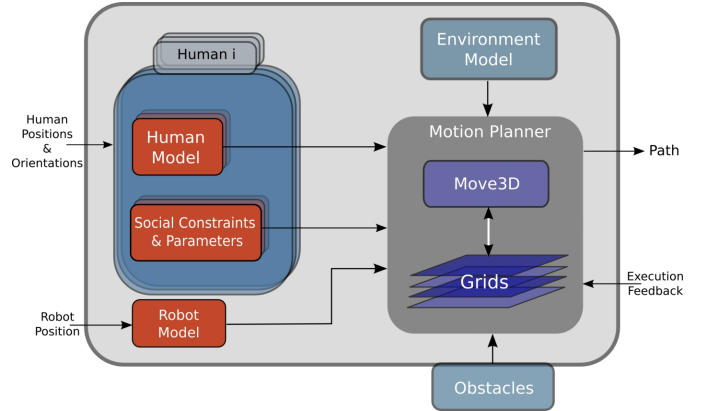 Human i
Environment
Model
Human
Positions
&
Orientations
Human
Model
Motion Planner
Path
Move3D
Social Constraints
& Parameters
Grids
Execution
Feedback
Robot
Position
Robot
Model
Obstacles